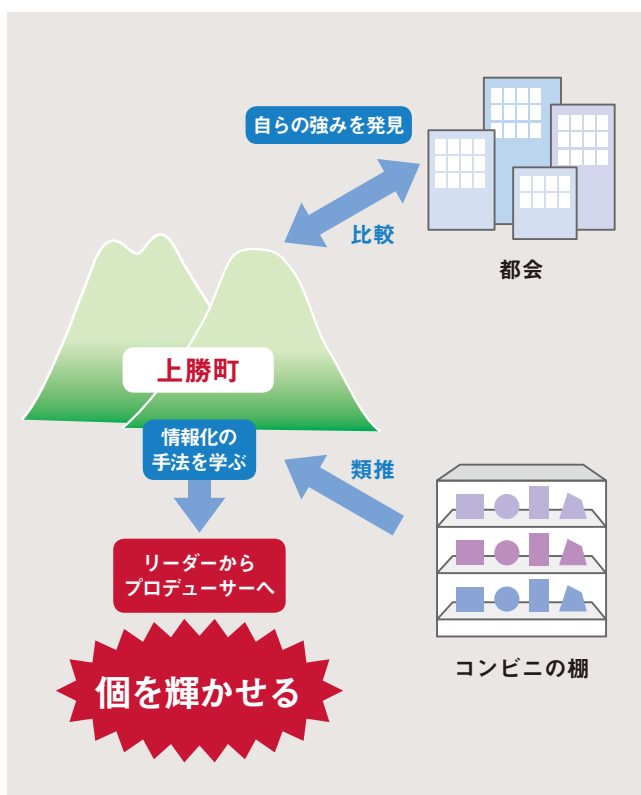 自らの強みを発見
比較
都会
上勝町
情報化の
手法を学ぶ
類推
リーダーから
プロデューサーへ
コンビニの棚
個を輝かせる